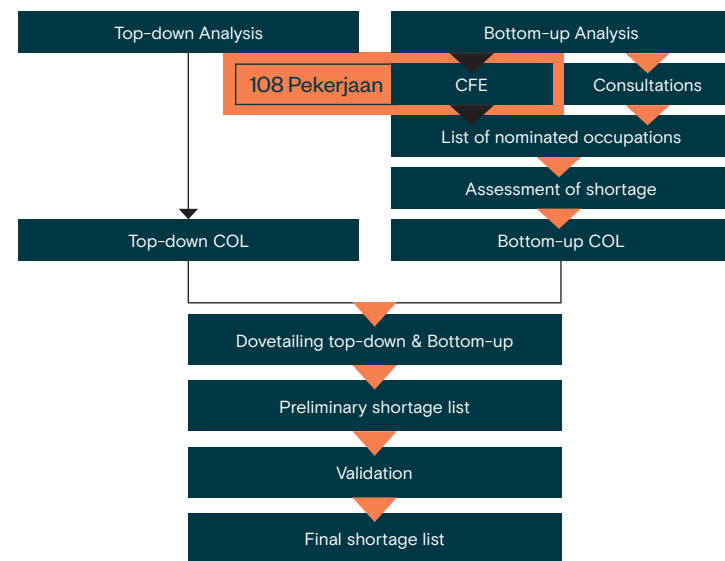 Top-down Analysis
Bottom-up Analysis
108 Pekerjaan
CFE
Consultations
List of nominated occupations
Assessment of shortage
Top-down COL
Bottom-up COL
Dovetailing top-down & Bottom-up
Preliminary shortage list
Validation
Final shortage list